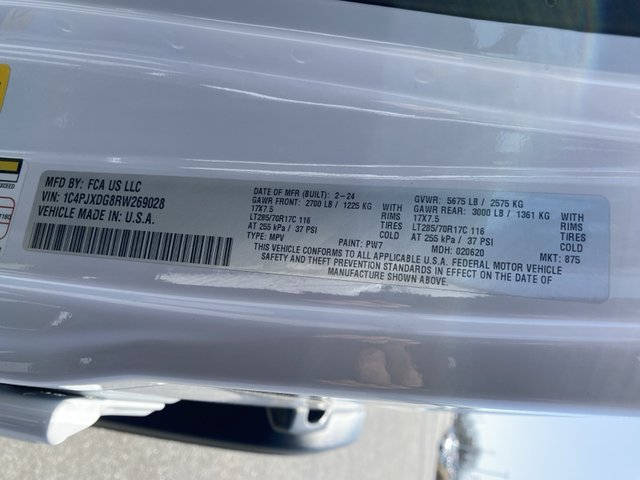 MFD BY: FCA US LLC
VIN: 1C4PJXDG8RW269028
VEHICLE MADE IN: U.S.A.
DATE OF MFR (BUILT): 2-24 GVWR: 5675 LB / 2575 KG
GAWR FRONT: 2700 LB / 1225 KG WITH GAWR REAR: 3000 LB / 1361 KG WITH
17X7.5 RIMS 17X7.5 RIMS
LT285/70R17C 116 TIRES LT285/70R17C 116 TIRES
AT 255 kPa / 37 PSI COLD AT 255 kPa / 37 PSI COLD
TYPE: MPV PAINT: PW7 MDH: 020620 MKT: 875
THIS VEHICLE CONFORMS TO ALL APPLICABLE U.S.A. FEDERAL MOTOR VEHICLE
SAFETY AND THEFT PREVENTION STANDARDS IN EFFECT ON THE DATE OF
MANUFACTURE SHOWN ABOVE.